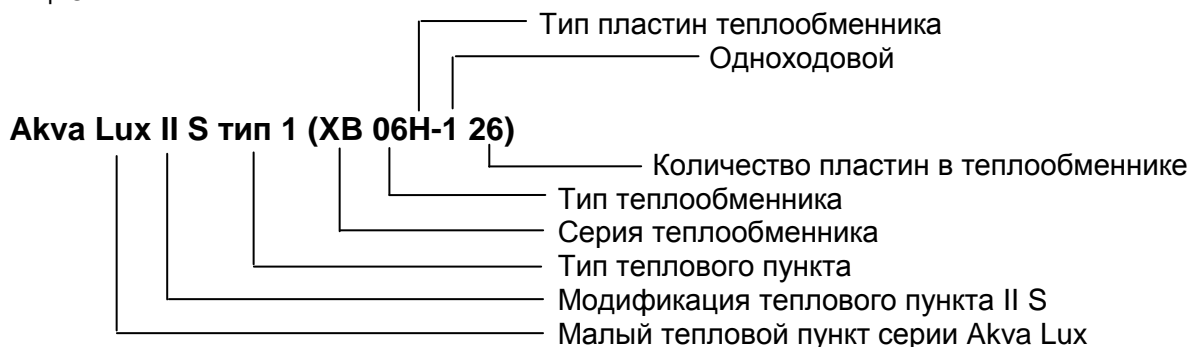 Тип пластин теплообменника
Одноходовой
Akva Lux II S тип 1 (XB 06H-1 26)
Количество пластин в теплообменнике
Тип теплообменника
Серия теплообменника
Тип теплового пункта
Модификация теплового пункта II S
Малый тепловой пункт серии Akva Lux